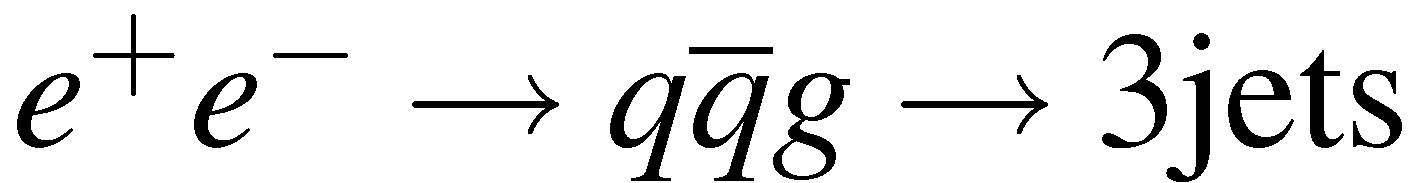 e⁺e⁻ → qq̅g → 3jets